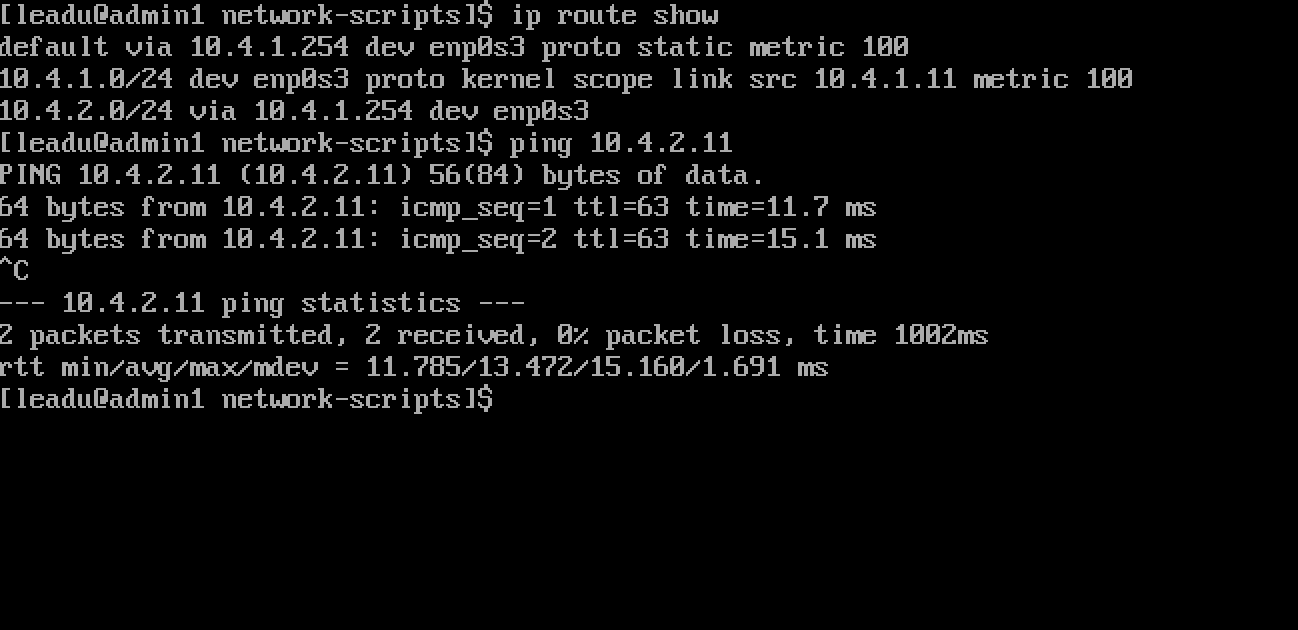 [leadu@admin1 network-scripts]$ ip route show
default via 10.4.1.254 dev enp0s3 proto static metric 100
10.4.1.0/24 dev enp0s3 proto kernel scope link src 10.4.1.11 metric 100
10.4.2.0/24 via 10.4.1.254 dev enp0s3
[leadu@admin1 network-scripts]$ ping 10.4.2.11
PING 10.4.2.11 (10.4.2.11) 56(84) bytes of data.
64 bytes from 10.4.2.11: icmp_seq=1 ttl=63 time=11.7 ms
64 bytes from 10.4.2.11: icmp_seq=2 ttl=63 time=15.1 ms
^C
--- 10.4.2.11 ping statistics ---
2 packets transmitted, 2 received, 0% packet loss, time 1002ms
rtt min/avg/max/mdev = 11.785/13.472/15.160/1.691 ms
[leadu@admin1 network-scripts]$